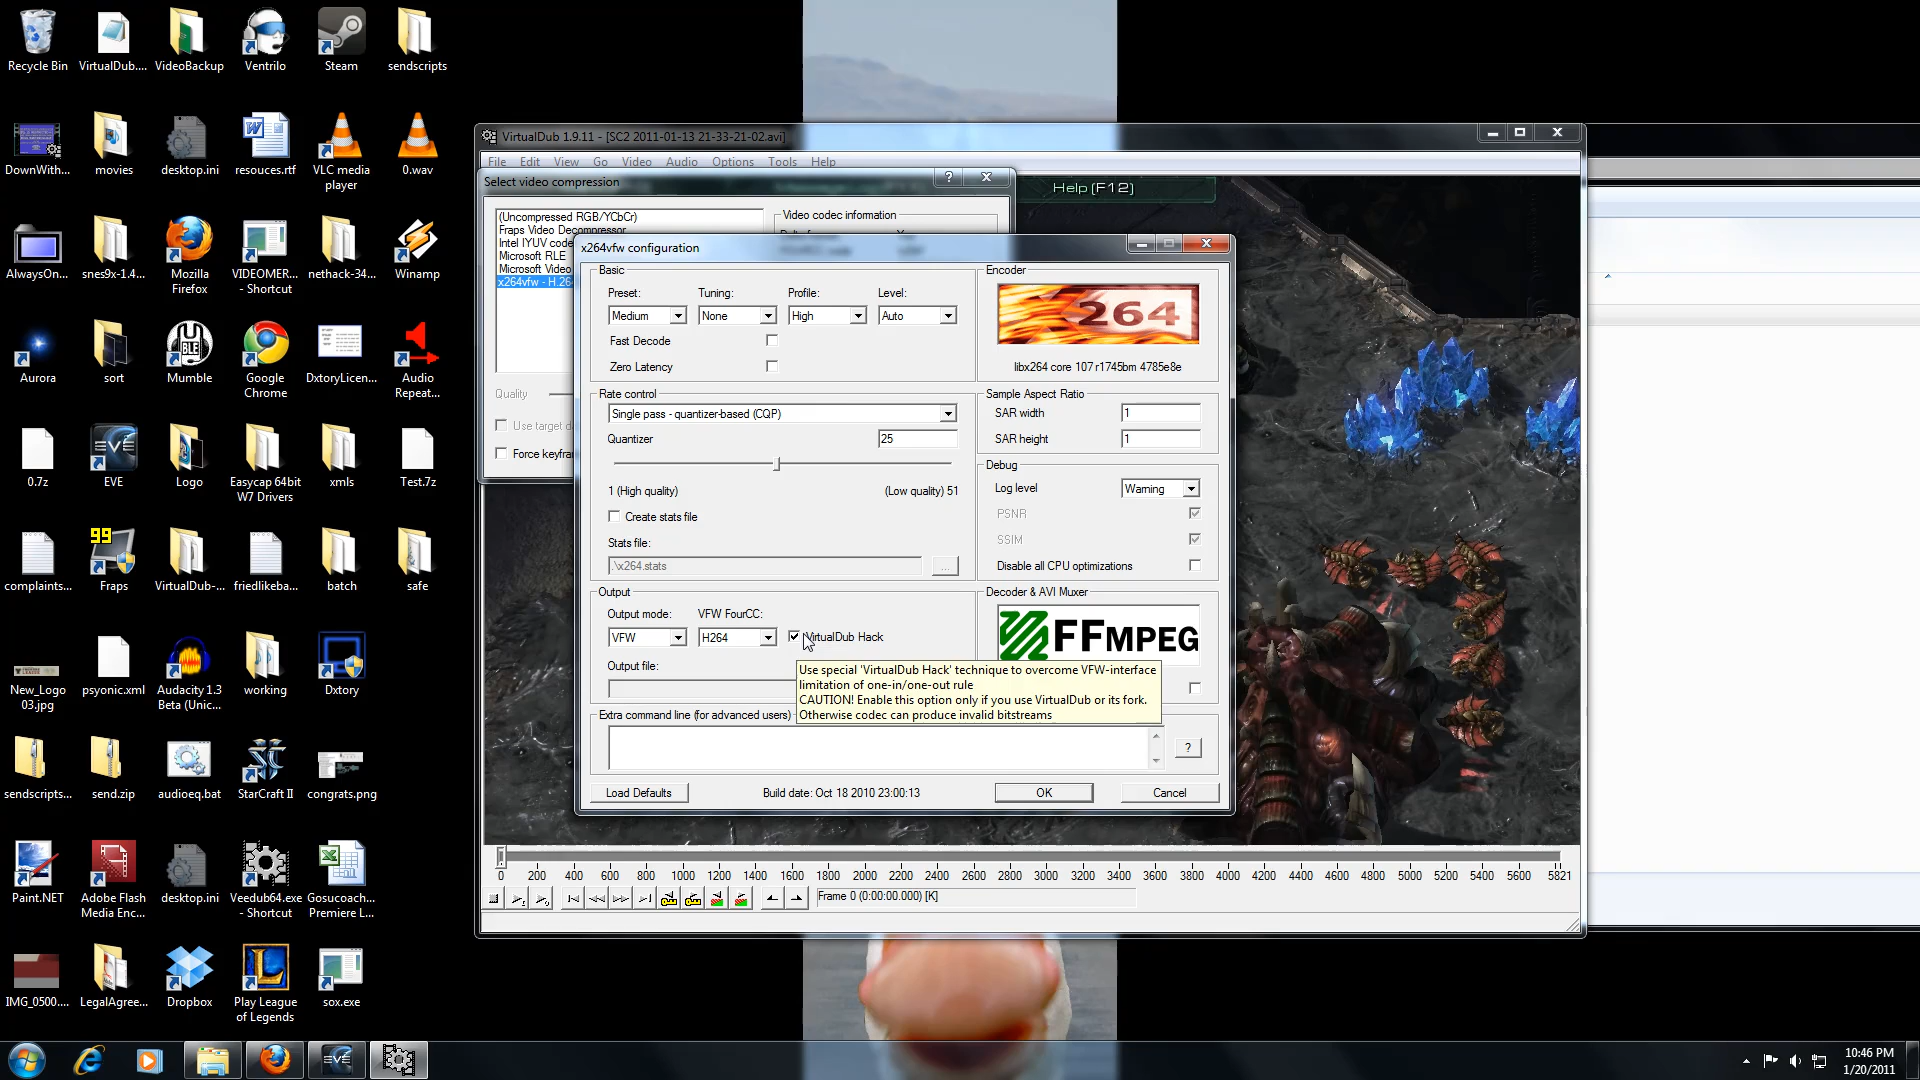 Recycle Bin
VirtualDub....
VideoBackup
Ventrilo
Steam
sendscripts
DownWith...
movies
desktop.ini
resouces.rtf
VLC media
player
0.wav
AlwaysOn...
snes9x-1.4...
Mozilla
Firefox
VIDEOMER...
- Shortcut
nethack-34...
Winamp
Aurora
sort
Mumble
Google
Chrome
DxtoryLicen...
Audio
Repeat...
0.7z
EVE
Logo
Easycap 64bit
W7 Drivers
xmls
Test.7z
complaints...
99
Fraps
VirtualDub-...
friedlikeba...
batch
safe
New_Logo
03.jpg
psyonic.xml
Audacity 1.3
Beta (Unic...
working
Dxtory
sendscripts...
send.zip
audioeq.bat
StarCraft II
congrats.png
Paint.NET
Adobe Flash
Media Enc...
desktop.ini
Veedub64.exe
- Shortcut
Gosucoach...
Premiere L...
IMG_0500....
LegalAgree...
Dropbox
Play League
of Legends
sox.exe
VirtualDub 1.9.11 - [SC2 2011-01-13 21-33-21-02.avi]
File Edit View Go Video Audio Options Tools Help
Help (F12)
Select video compression
(Uncompressed RGB/YCbCr)
Fraps Video Decompressor
Intel IYUV code
Microsoft RLE
Microsoft Video
x264vfw - H.264
Video codec information
Quality
Use target d
Force keyfra
x264vfw configuration
Basic
Preset: Tuning: Profile: Level:
Medium None High Auto
Fast Decode
Zero Latency
Rate control
Single pass - quantizer-based (CQP)
Quantizer 25
1 (High quality) (Low quality) 51
Create stats file
Stats file:
.\x264.stats ...
Output
Output mode: VFW FourCC:
VFW H264 VirtualDub Hack
Output file:
Encoder
264
libx264 core 107 r1745bm 4785e8e
Sample Aspect Ratio
SAR width 1
SAR height 1
Debug
Log level Warning
PSNR
SSIM
Disable all CPU optimizations
Decoder & AVI Muxer
FFMPEG
Use special 'VirtualDub Hack' technique to overcome VFW-interface
limitation of one-in/one-out rule
CAUTION! Enable this option only if you use VirtualDub or its fork.
Otherwise codec can produce invalid bitstreams
Extra command line (for advanced users)
?
Load Defaults Build date: Oct 18 2010 23:00:13 OK Cancel
0 200 400 600 800 1000 1200 1400 1600 1800 2000 2200 2400 2600 2800 3000 3200 3400 3600 3800 4000 4200 4400 4600 4800 5000 5200 5400 5600 5821
Frame 0 (0:00:00.000) [K]
10:46 PM
1/20/2011